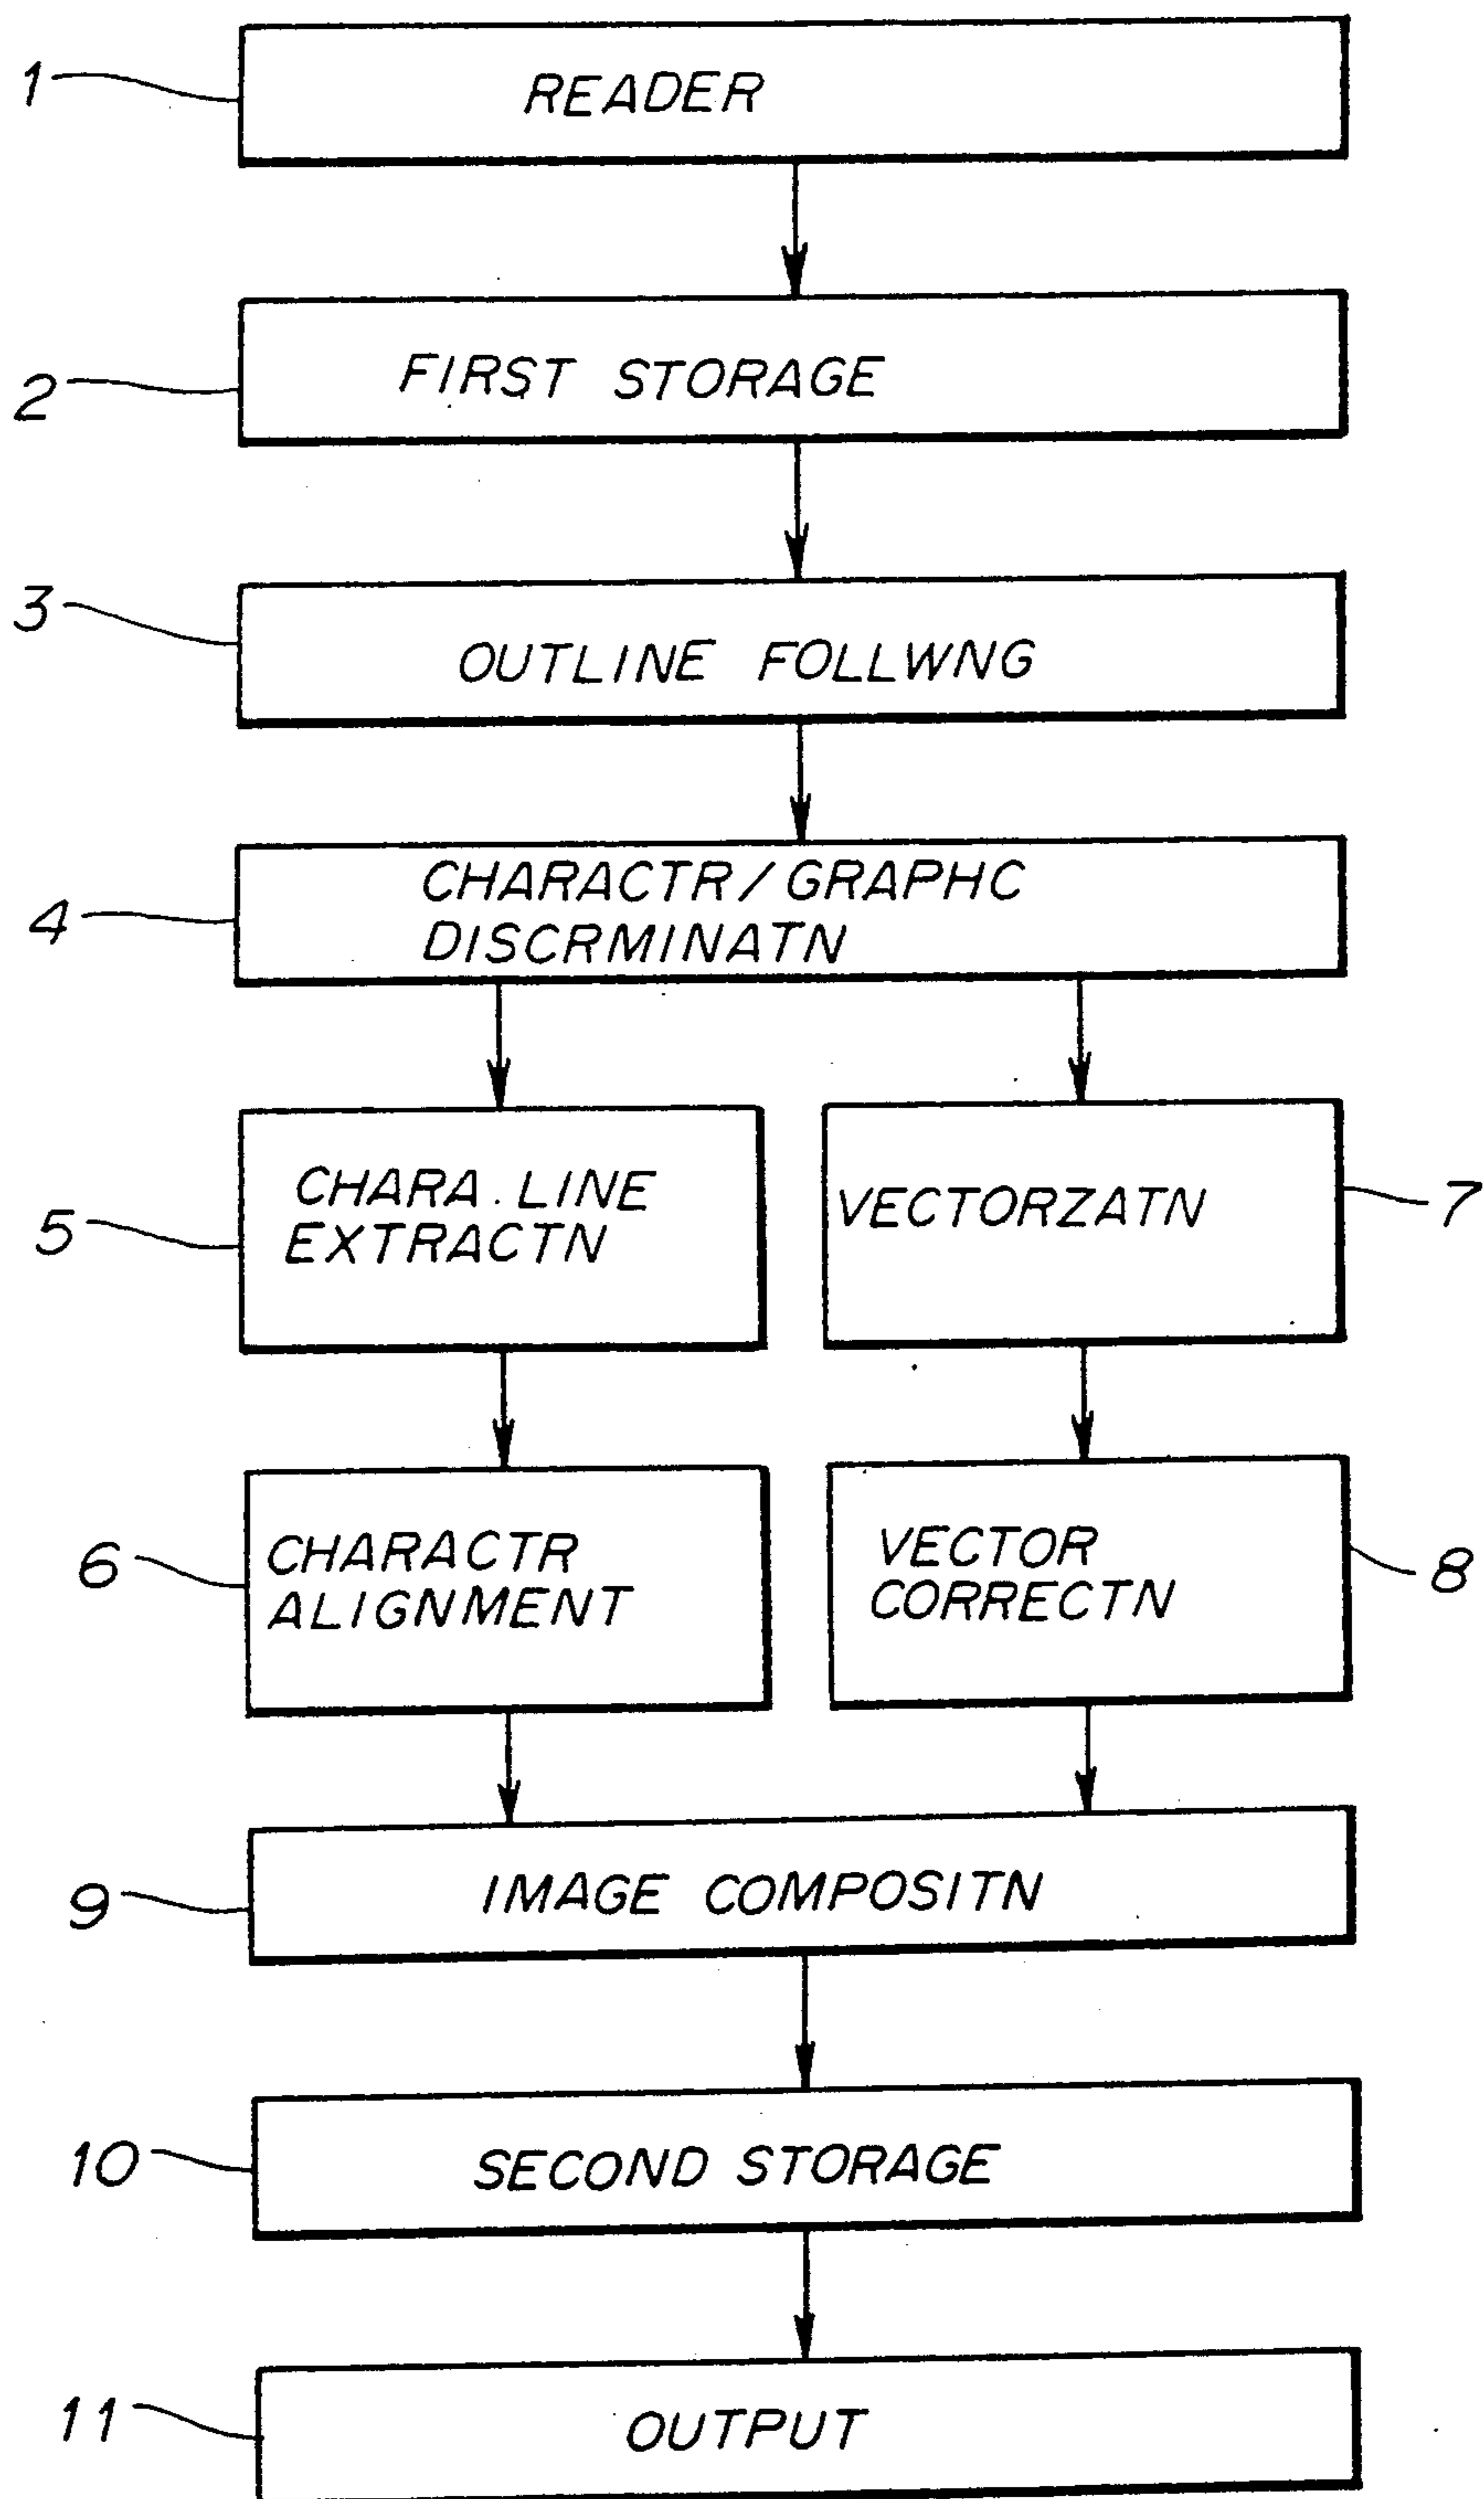 1
READER
2
FIRST STORAGE
3
OUTLINE FOLLWNG
4
CHARACTR/GRAPHC
DISCRMINATN
5
CHARA. LINE
EXTRACTN
VECTORZATN
7
6
CHARACTR
ALIGNMENT
VECTOR
CORRECTN
8
9
IMAGE COMPOSITN
10
SECOND STORAGE
11
OUTPUT